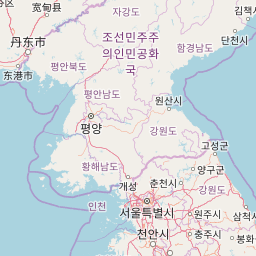 宽甸县
자강도
김책시
조선민주주
의인민공화
국
함경남도
단천시
丹东市
평안북도
东港市
평안남도
원산시
평양
강원도
고성군
황해남도
양구군
개성
춘천시
강원도
인천
서울특별시
원주시
삼척시
천안시
충주시
봉화